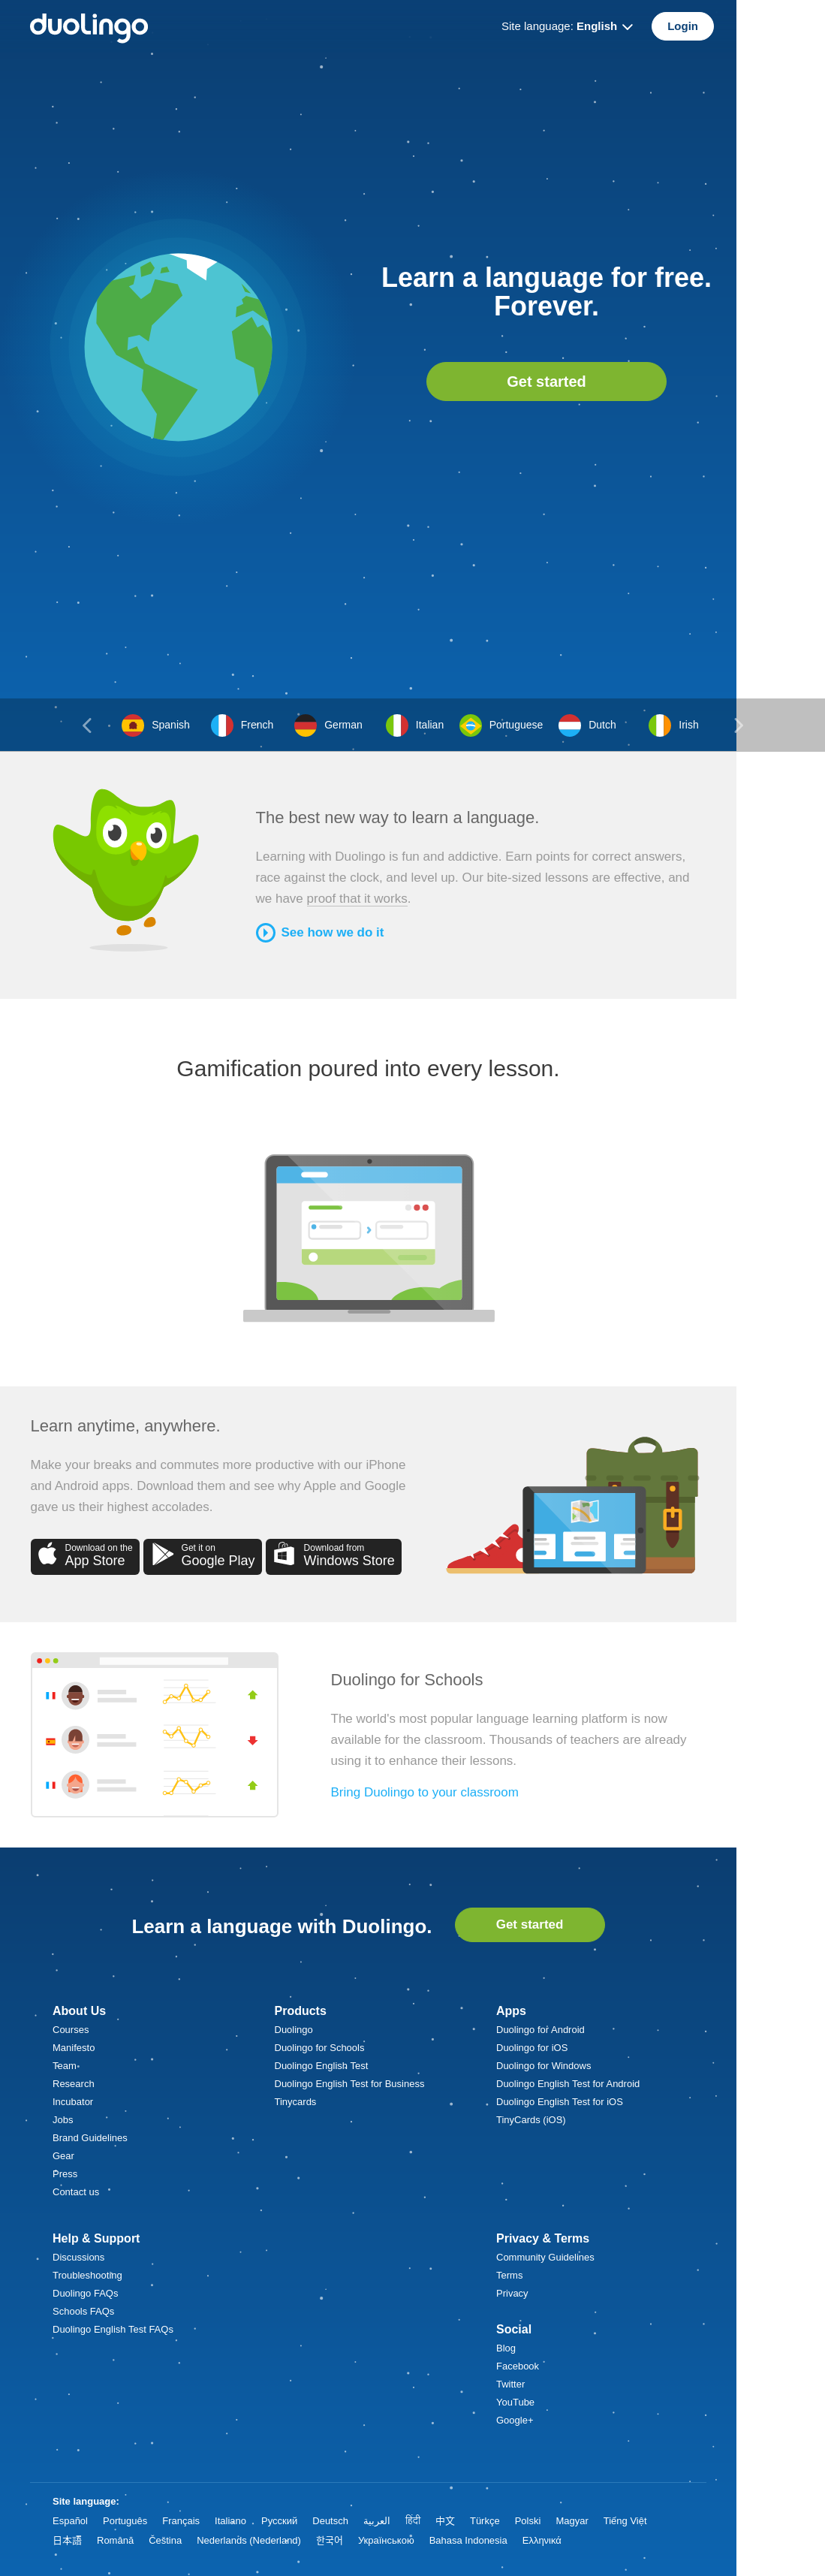 duolingo
Site language: English
Login
Learn a language for free.
Forever.
Get started
Spanish
French
German
Italian
Portuguese
Dutch
Irish
The best new way to learn a language.
Learning with Duolingo is fun and addictive. Earn points for correct answers,
race against the clock, and level up. Our bite-sized lessons are effective, and
we have proof that it works.
See how we do it
Gamification poured into every lesson.
Learn anytime, anywhere.
Make your breaks and commutes more productive with our iPhone
and Android apps. Download them and see why Apple and Google
gave us their highest accolades.
Download on the
App Store
Get it on
Google Play
Download from
Windows Store
Duolingo for Schools
The world's most popular language learning platform is now
available for the classroom. Thousands of teachers are already
using it to enhance their lessons.
Bring Duolingo to your classroom
Learn a language with Duolingo.
Get started
About Us
Courses
Manifesto
Team
Research
Incubator
Jobs
Brand Guidelines
Gear
Press
Contact us
Products
Duolingo
Duolingo for Schools
Duolingo English Test
Duolingo English Test for Business
Tinycards
Apps
Duolingo for Android
Duolingo for iOS
Duolingo for Windows
Duolingo English Test for Android
Duolingo English Test for iOS
TinyCards (iOS)
Help & Support
Discussions
Troubleshooting
Duolingo FAQs
Schools FAQs
Duolingo English Test FAQs
Privacy & Terms
Community Guidelines
Terms
Privacy
Social
Blog
Facebook
Twitter
YouTube
Google+
Site language:
Español Português Français Italiano Русский Deutsch العربية हिंदी 中文 Türkçe Polski Magyar Tiếng Việt
日本語 Română Čeština Nederlands (Nederland) 한국어 Українською Bahasa Indonesia Ελληνικά